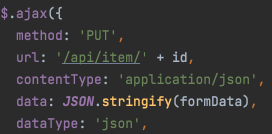 $.ajax({
method: 'PUT',
url: '/api/item/' + id,
contentType: 'application/json',
data: JSON.stringify(formData),
dataType: 'json',